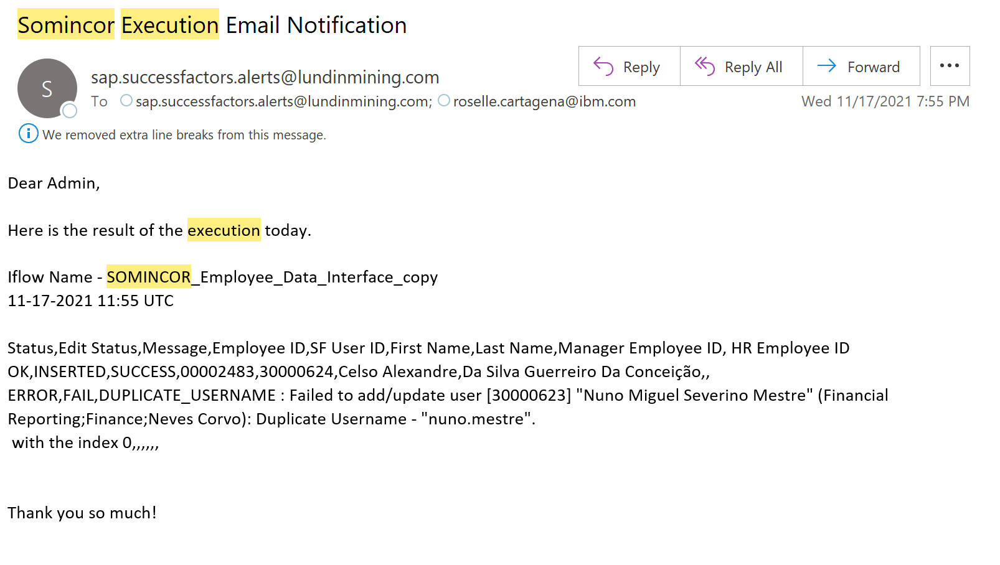 Somincor Execution Email Notification
S
sap.successfactors.alerts@lundinmining.com
Reply
Reply All
Forward
To sap.successfactors.alerts@lundinmining.com; roselle.cartagena@ibm.com
Wed 11/17/2021 7:55 PM
We removed extra line breaks from this message.
Dear Admin,
Here is the result of the execution today.
Iflow Name - SOMINCOR_Employee_Data_Interface_copy
11-17-2021 11:55 UTC
Status,Edit Status,Message,Employee ID,SF User ID,First Name,Last Name,Manager Employee ID, HR Employee ID
OK,INSERTED,SUCCESS,00002483,30000624,Celso Alexandre,Da Silva Guerreiro Da Conceição,,
ERROR,FAIL,DUPLICATE_USERNAME : Failed to add/update user [30000623] "Nuno Miguel Severino Mestre" (Financial
Reporting;Finance;Neves Corvo): Duplicate Username - "nuno.mestre".
with the index 0,,,,,,
Thank you so much!